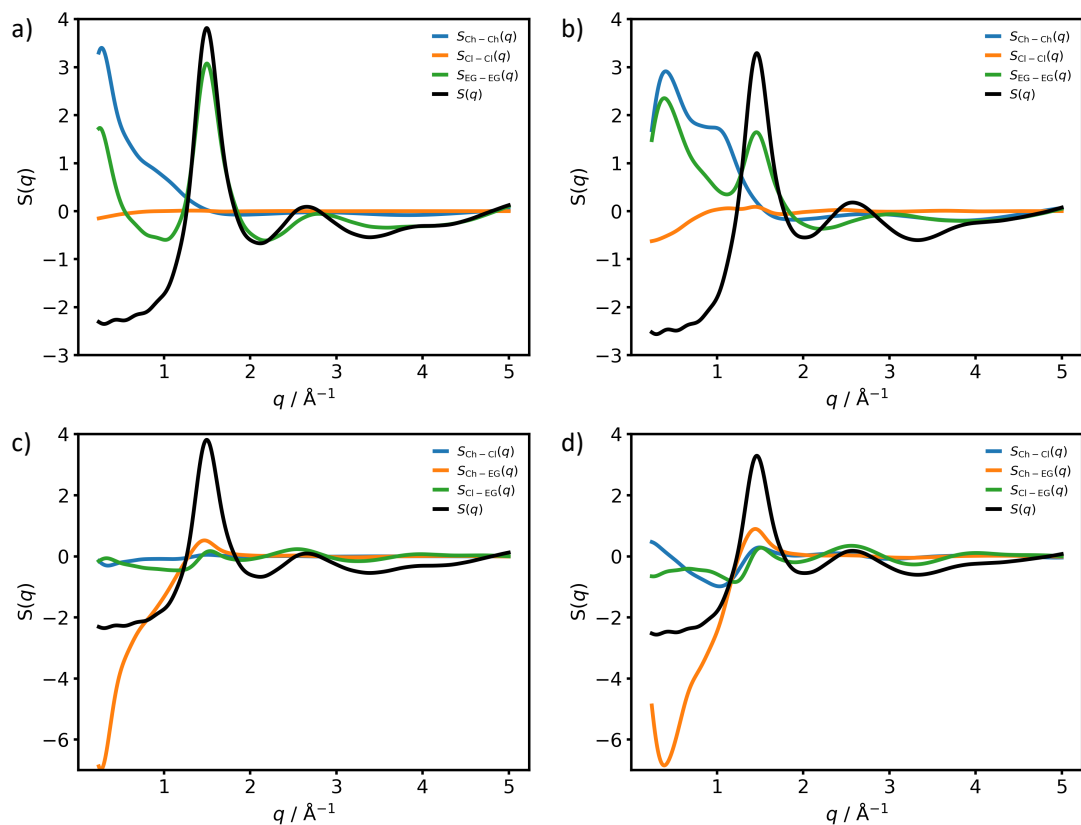 a)
4
3
2
1
0
−1
−2
−3
S(q)
1 2 3 4 5
q / Å⁻¹
S_Ch−Ch(q)
S_Cl−Cl(q)
S_EG−EG(q)
S(q)
b)
4
3
2
1
0
−1
−2
−3
S(q)
1 2 3 4 5
q / Å⁻¹
S_Ch−Ch(q)
S_Cl−Cl(q)
S_EG−EG(q)
S(q)
c)
4
2
0
−2
−4
−6
S(q)
1 2 3 4 5
q / Å⁻¹
S_Ch−Cl(q)
S_Ch−EG(q)
S_Cl−EG(q)
S(q)
d)
4
2
0
−2
−4
−6
S(q)
1 2 3 4 5
q / Å⁻¹
S_Ch−Cl(q)
S_Ch−EG(q)
S_Cl−EG(q)
S(q)